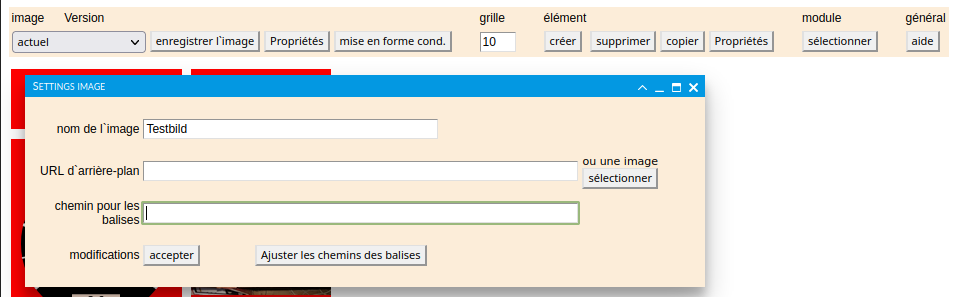 image Version grille élément module général
actuel enregistrer l`image Propriétés mise en forme cond. 10 créer supprimer copier Propriétés sélectionner aide
SETTINGS IMAGE
nom de l`image Testbild
ou une image
URL d`arrière-plan sélectionner
chemin pour les
balises
modifications accepter Ajuster les chemins des balises